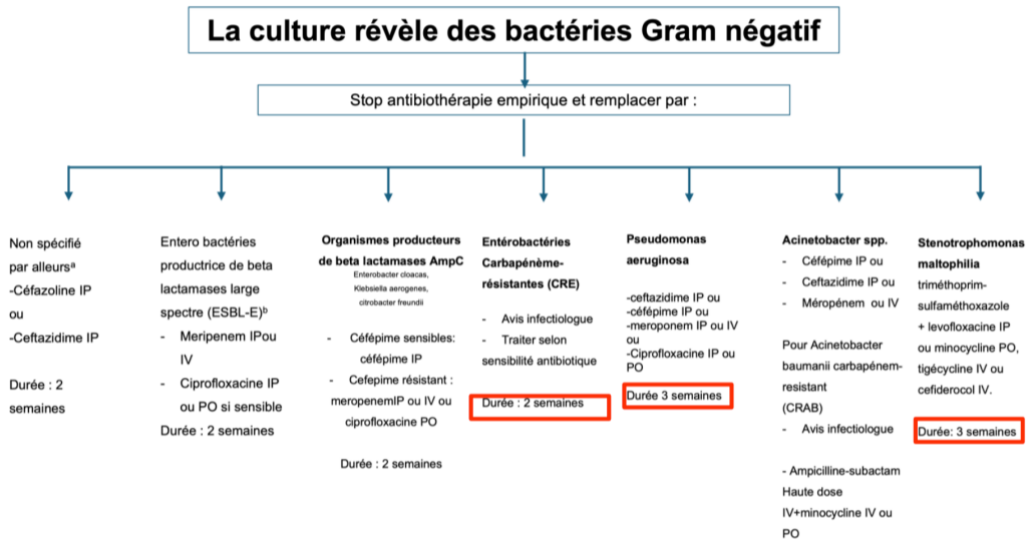 La culture révèle des bactéries Gram négatif
Stop antibiothérapie empirique et remplacer par :
Non spécifié
par alleursª
-Céfazoline IP
ou
-Ceftazidime IP
Durée : 2
semaines
Entero bactéries
productrice de beta
lactamases large
spectre (ESBL-E)ᵇ
- Meripenem IPou
IV
- Ciprofloxacine IP
ou PO si sensible
Durée : 2 semaines
Organismes producteurs
de beta lactamases AmpC
Enterobacter cloacas,
Klebsiella aerogenes,
citrobacter freundii
- Céfépime sensibles:
céfépime IP
- Cefepime résistant :
meropenemIP ou IV ou
ciprofloxacine PO
Durée : 2 semaines
Entérobactéries
Carbapénème-
résistantes (CRE)
- Avis infectiologue
- Traiter selon
sensibilité antibiotique
Durée : 2 semaines
Pseudomonas
aeruginosa
-ceftazidime IP ou
-céfépime IP ou
-meroponem IP ou IV
ou
-Ciprofloxacine IP ou
PO
Durée 3 semaines
Acinetobacter spp.
- Céfépime IP ou
- Ceftazidime IP ou
- Méropénem ou IV
Pour Acinetobacter
baumanii carbapénem-
resistant
(CRAB)
- Avis infectiologue
- Ampicilline-subactam
Haute dose
IV+minocycline IV ou
PO
Stenotrophomonas
maltophilia
triméthoprim-
sulfaméthoxazole
+ levofloxacine IP
ou minocycline PO,
tigécycline IV ou
cefiderocol IV.
Durée: 3 semaines